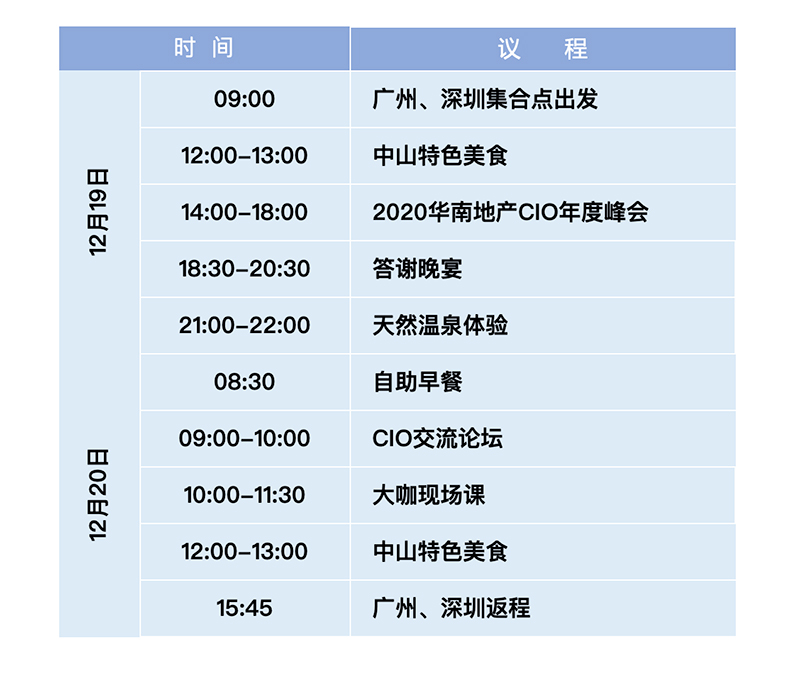 时 间 议 程
12月19日
09:00 广州、深圳集合点出发
12:00–13:00 中山特色美食
14:00–18:00 2020华南地产CIO年度峰会
18:30–20:30 答谢晚宴
21:00–22:00 天然温泉体验
12月20日
08:30 自助早餐
09:00–10:00 CIO交流论坛
10:00–11:30 大咖现场课
12:00–13:00 中山特色美食
15:45 广州、深圳返程